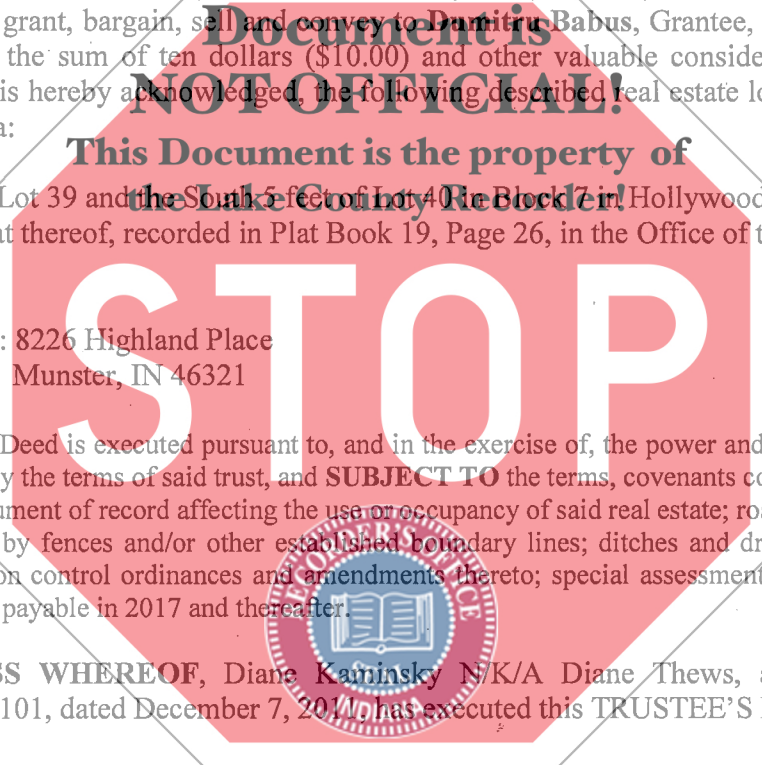 grant, bargain, sell and convey to Dumitru Babus, Grantee,
Document is
the sum of ten dollars ($10.00) and other valuable conside
NOT OFFICIAL!
is hereby acknowledged, the following described real estate lo
a:
This Document is the property of
the Lake County Recorder!
Lot 39 and the South 5 feet of Lot 40 in Block 7 in Hollywood
at thereof, recorded in Plat Book 19, Page 26, in the Office of t
STOP
: 8226 Highland Place
Munster, IN 46321
Deed is executed pursuant to, and in the exercise of, the power and
y the terms of said trust, and SUBJECT TO the terms, covenants co
ument of record affecting the use or occupancy of said real estate; ro
by fences and/or other established boundary lines; ditches and dr
on control ordinances and amendments thereto; special assessment
payable in 2017 and thereafter.
RECORDER'S OFFICE
SEAL
INDIANA
SS WHEREOF, Diane Kaminsky N/K/A Diane Thews, a
101, dated December 7, 2011, has executed this TRUSTEE'S